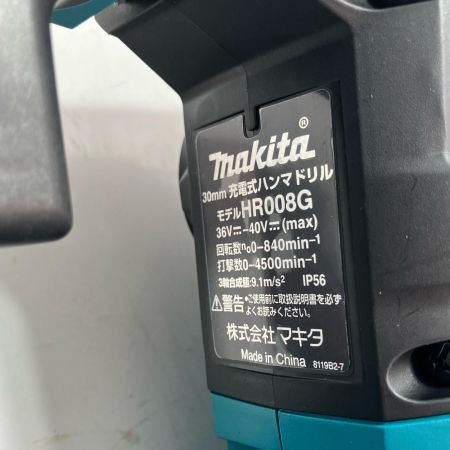 makita®
30mm 充電式ハンマドリル
モデルHR008G
36V⎓-40V⎓(max)
回転数n₀0-840min⁻¹
打撃数0-4500min⁻¹
3軸合成値:9.1m/s² IP56
⚠警告 •ご使用前に取扱説明書を必ず
よくお読みください。
株式会社マキタ
Made in China 8119B2-7